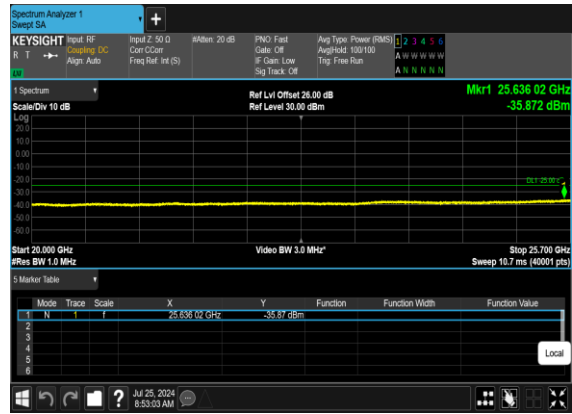 Spectrum Analyzer 1
Swept SA
KEYSIGHT Input: RF Input Z: 50 Ω #Atten: 20 dB PNO: Fast Avg Type: Power (RMS) 1 2 3 4 5 6
R T Coupling: DC Corr CCorr Gate: Off Avg|Hold: 100/100 A W W W W W
Align: Auto Freq Ref: Int (S) IF Gain: Low Trig: Free Run
Sig Track: Off A N N N N N
1 Spectrum Ref Lvl Offset 26.00 dB Mkr1 25.636 02 GHz
Scale/Div 10 dB Ref Level 30.00 dBm -35.872 dBm
Log
20.0
10.0
0.00
-10.0
-20.0 DL1 -25.00
-30.0
-40.0
-50.0
-60.0
Start 20.000 GHz Video BW 3.0 MHz* Stop 25.700 GHz
#Res BW 1.0 MHz Sweep 10.7 ms (40001 pts)
5 Marker Table
Mode Trace Scale X Y Function Function Width Function Value
1 N 1 f 25.636 02 GHz -35.87 dBm
2
3
4
5
6
Local
? Jul 25, 2024
8:53:03 AM